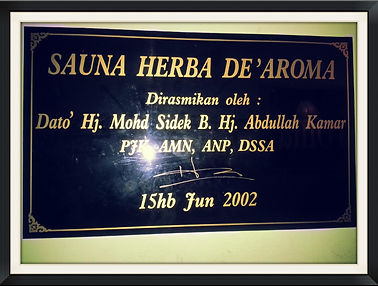 SAUNA HERBA DE'AROMA
Dirasmikan oleh :
Dato' Hj. Mohd Sidek B. Hj. Abdullah Kamar
PJK, AMN, ANP, DSSA
15hb Jun 2002